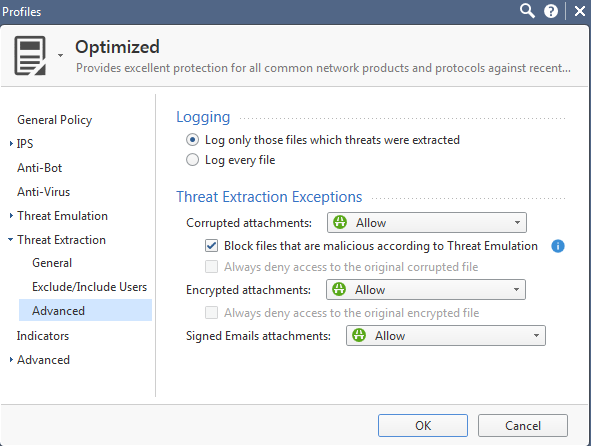 Profiles
Optimized
Provides excellent protection for all common network products and protocols against recent...
General Policy
IPS
Anti-Bot
Anti-Virus
Threat Emulation
Threat Extraction
General
Exclude/Include Users
Advanced
Indicators
Advanced
Logging
Log only those files which threats were extracted
Log every file
Threat Extraction Exceptions
Corrupted attachments: Allow
Block files that are malicious according to Threat Emulation
Always deny access to the original corrupted file
Encrypted attachments: Allow
Always deny access to the original encrypted file
Signed Emails attachments: Allow
OK Cancel